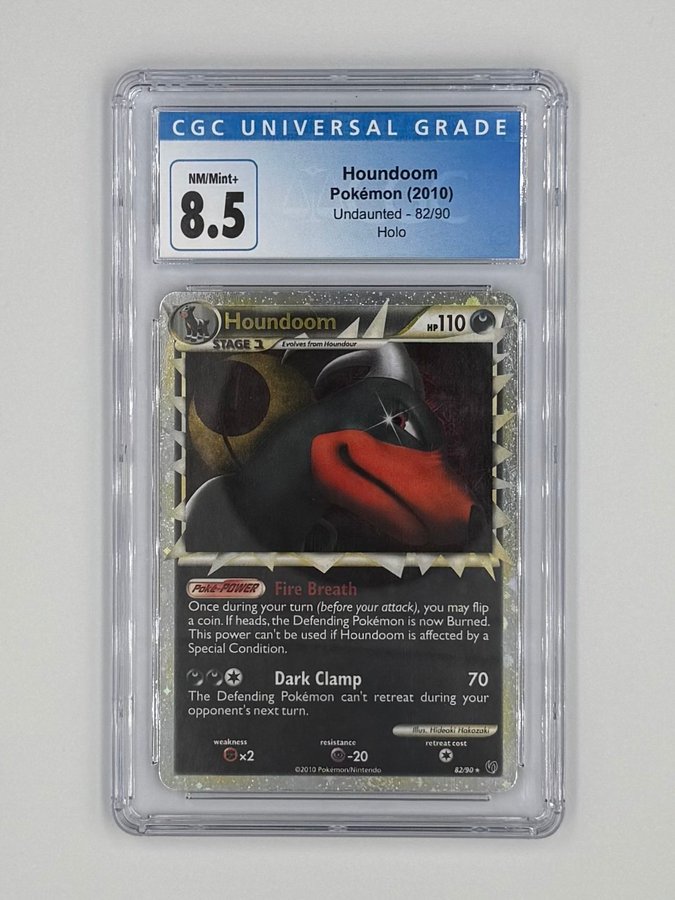 CGC UNIVERSAL GRADE
NM/Mint+
8.5
Houndoom
Pokémon (2010)
Undaunted - 82/90
Holo
Houndoom
HP110
STAGE 1
Evolves from Houndour
Poké-POWER Fire Breath
Once during your turn (before your attack), you may flip
a coin. If heads, the Defending Pokémon is now Burned.
This power can't be used if Houndoom is affected by a
Special Condition.
Dark Clamp 70
The Defending Pokémon can't retreat during your
opponent's next turn.
Illus. Hideaki Hakozaki
weakness resistance retreat cost
x2 -20
©2010 Pokémon/Nintendo
82/90 ★